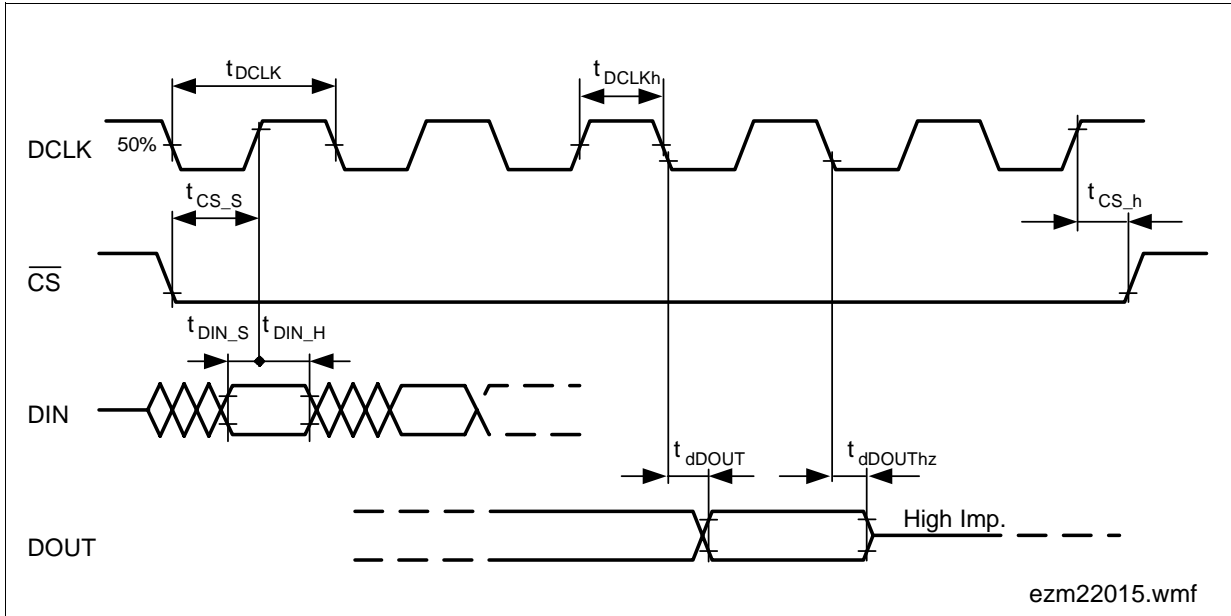 tDCLK
tDCLKh
DCLK
50%
tCS_S
tCS_h
CS
tDIN_S
tDIN_H
DIN
tdDOUT
tdDOUThz
High Imp.
DOUT
ezm22015.wmf